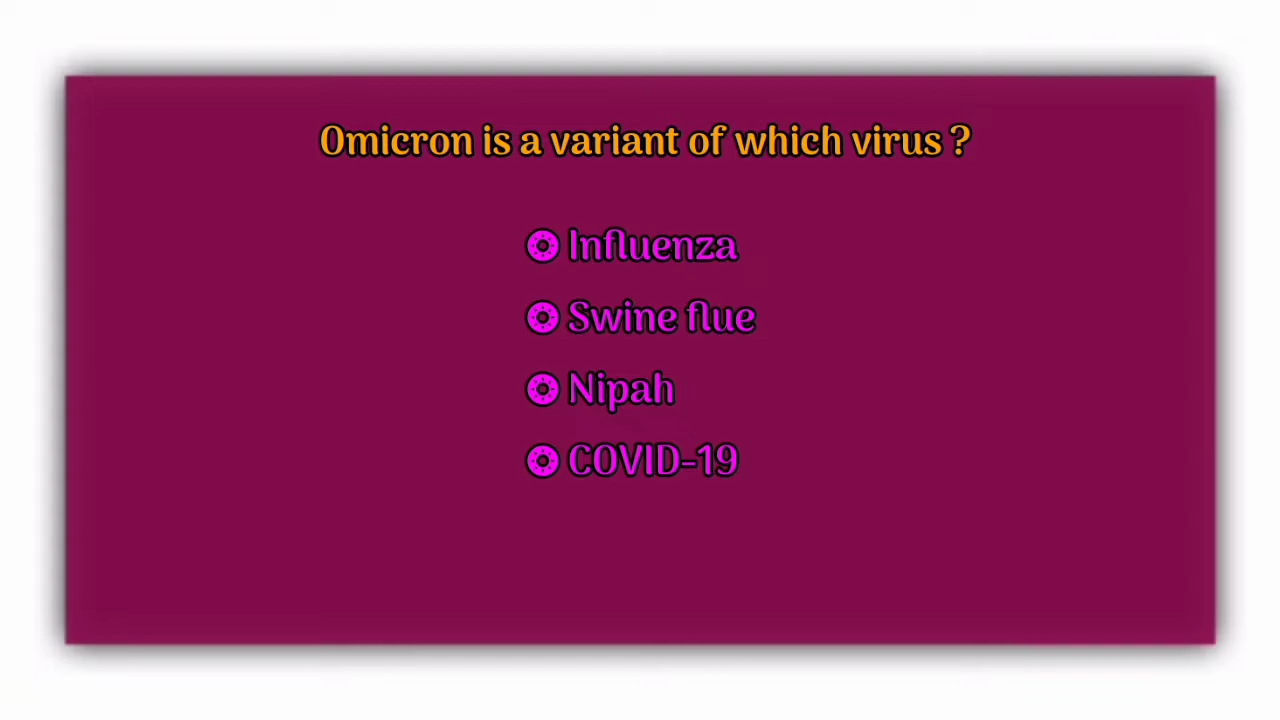 Omicron is a variant of which virus ?
Influenza
Swine flue
Nipah
COVID-19